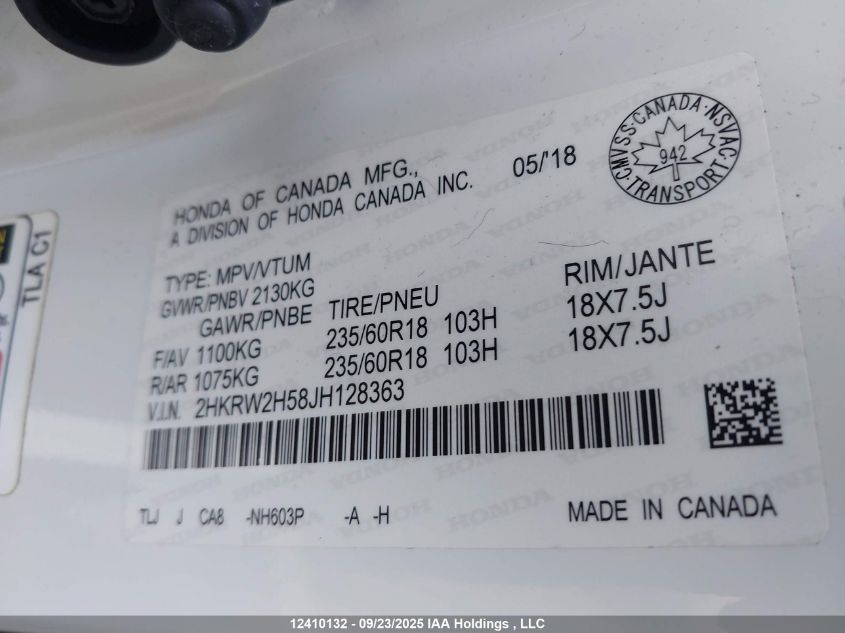 HONDA OF CANADA MFG.,
A DIVISION OF HONDA CANADA INC.
05/'18
CMVSS · CANADA · NSVAC · TRANSPORT
942
TYPE: MPV/VTUM
GVWR/PNBV 2130KG
GAWR/PNBE TIRE/PNEU RIM/JANTE
F/AV 1100KG 235/60R18 103H 18X7.5J
R/AR 1075KG 235/60R18 103H 18X7.5J
V.I.N. 2HKRW2H58JH128363
TLJ J CA8 -NH603P -A -H
MADE IN CANADA
TLA C1
12410132 - 09/23/2025 IAA Holdings , LLC